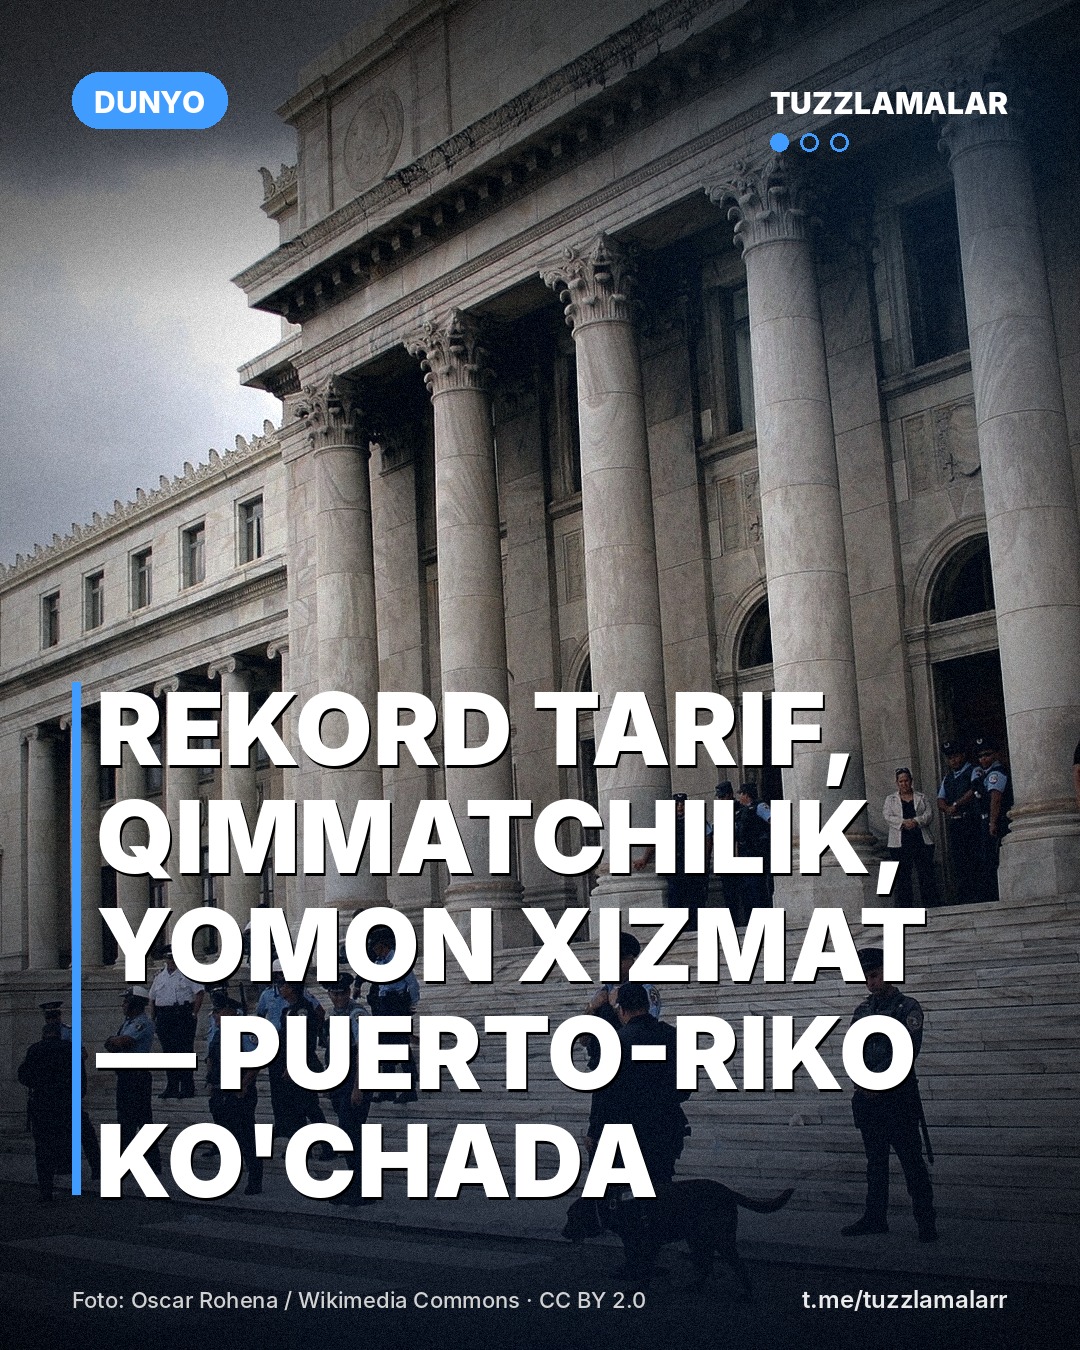 DUNYO
TUZZLAMALAR
REKORD TARIF,
QIMMATCHILIK,
YOMON XIZMAT
— PUERTO-RIKO
KO'CHADA
Foto: Oscar Rohena / Wikimedia Commons · CC BY 2.0
t.me/tuzzlamalarr